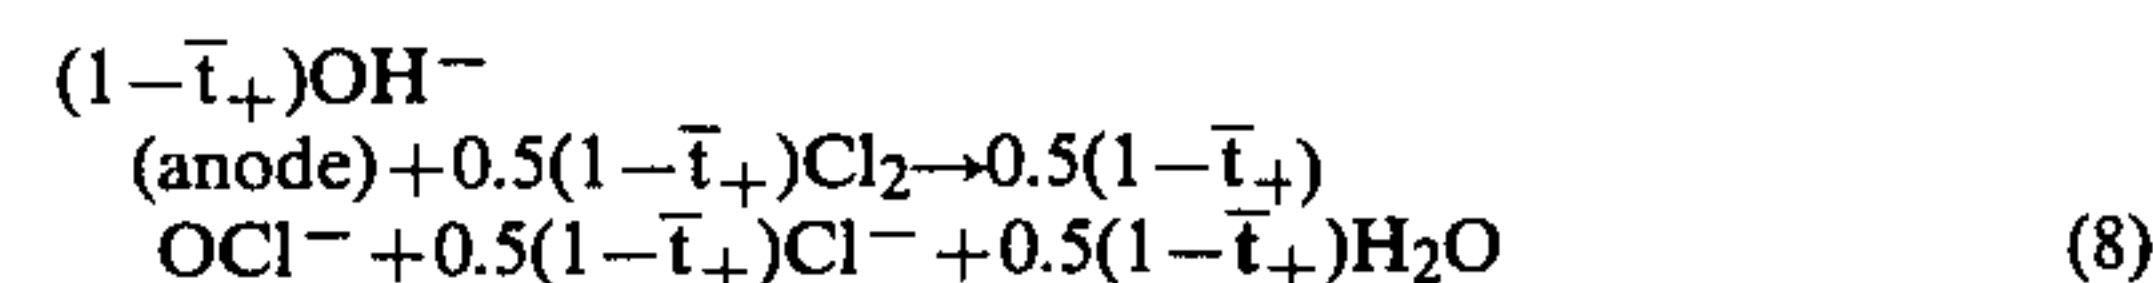 (1−t̄₊)OH⁻
(anode)+0.5(1−t̄₊)Cl₂→0.5(1−t̄₊)
OCl⁻+0.5(1−t̄₊)Cl⁻+0.5(1−t̄₊)H₂O (8)